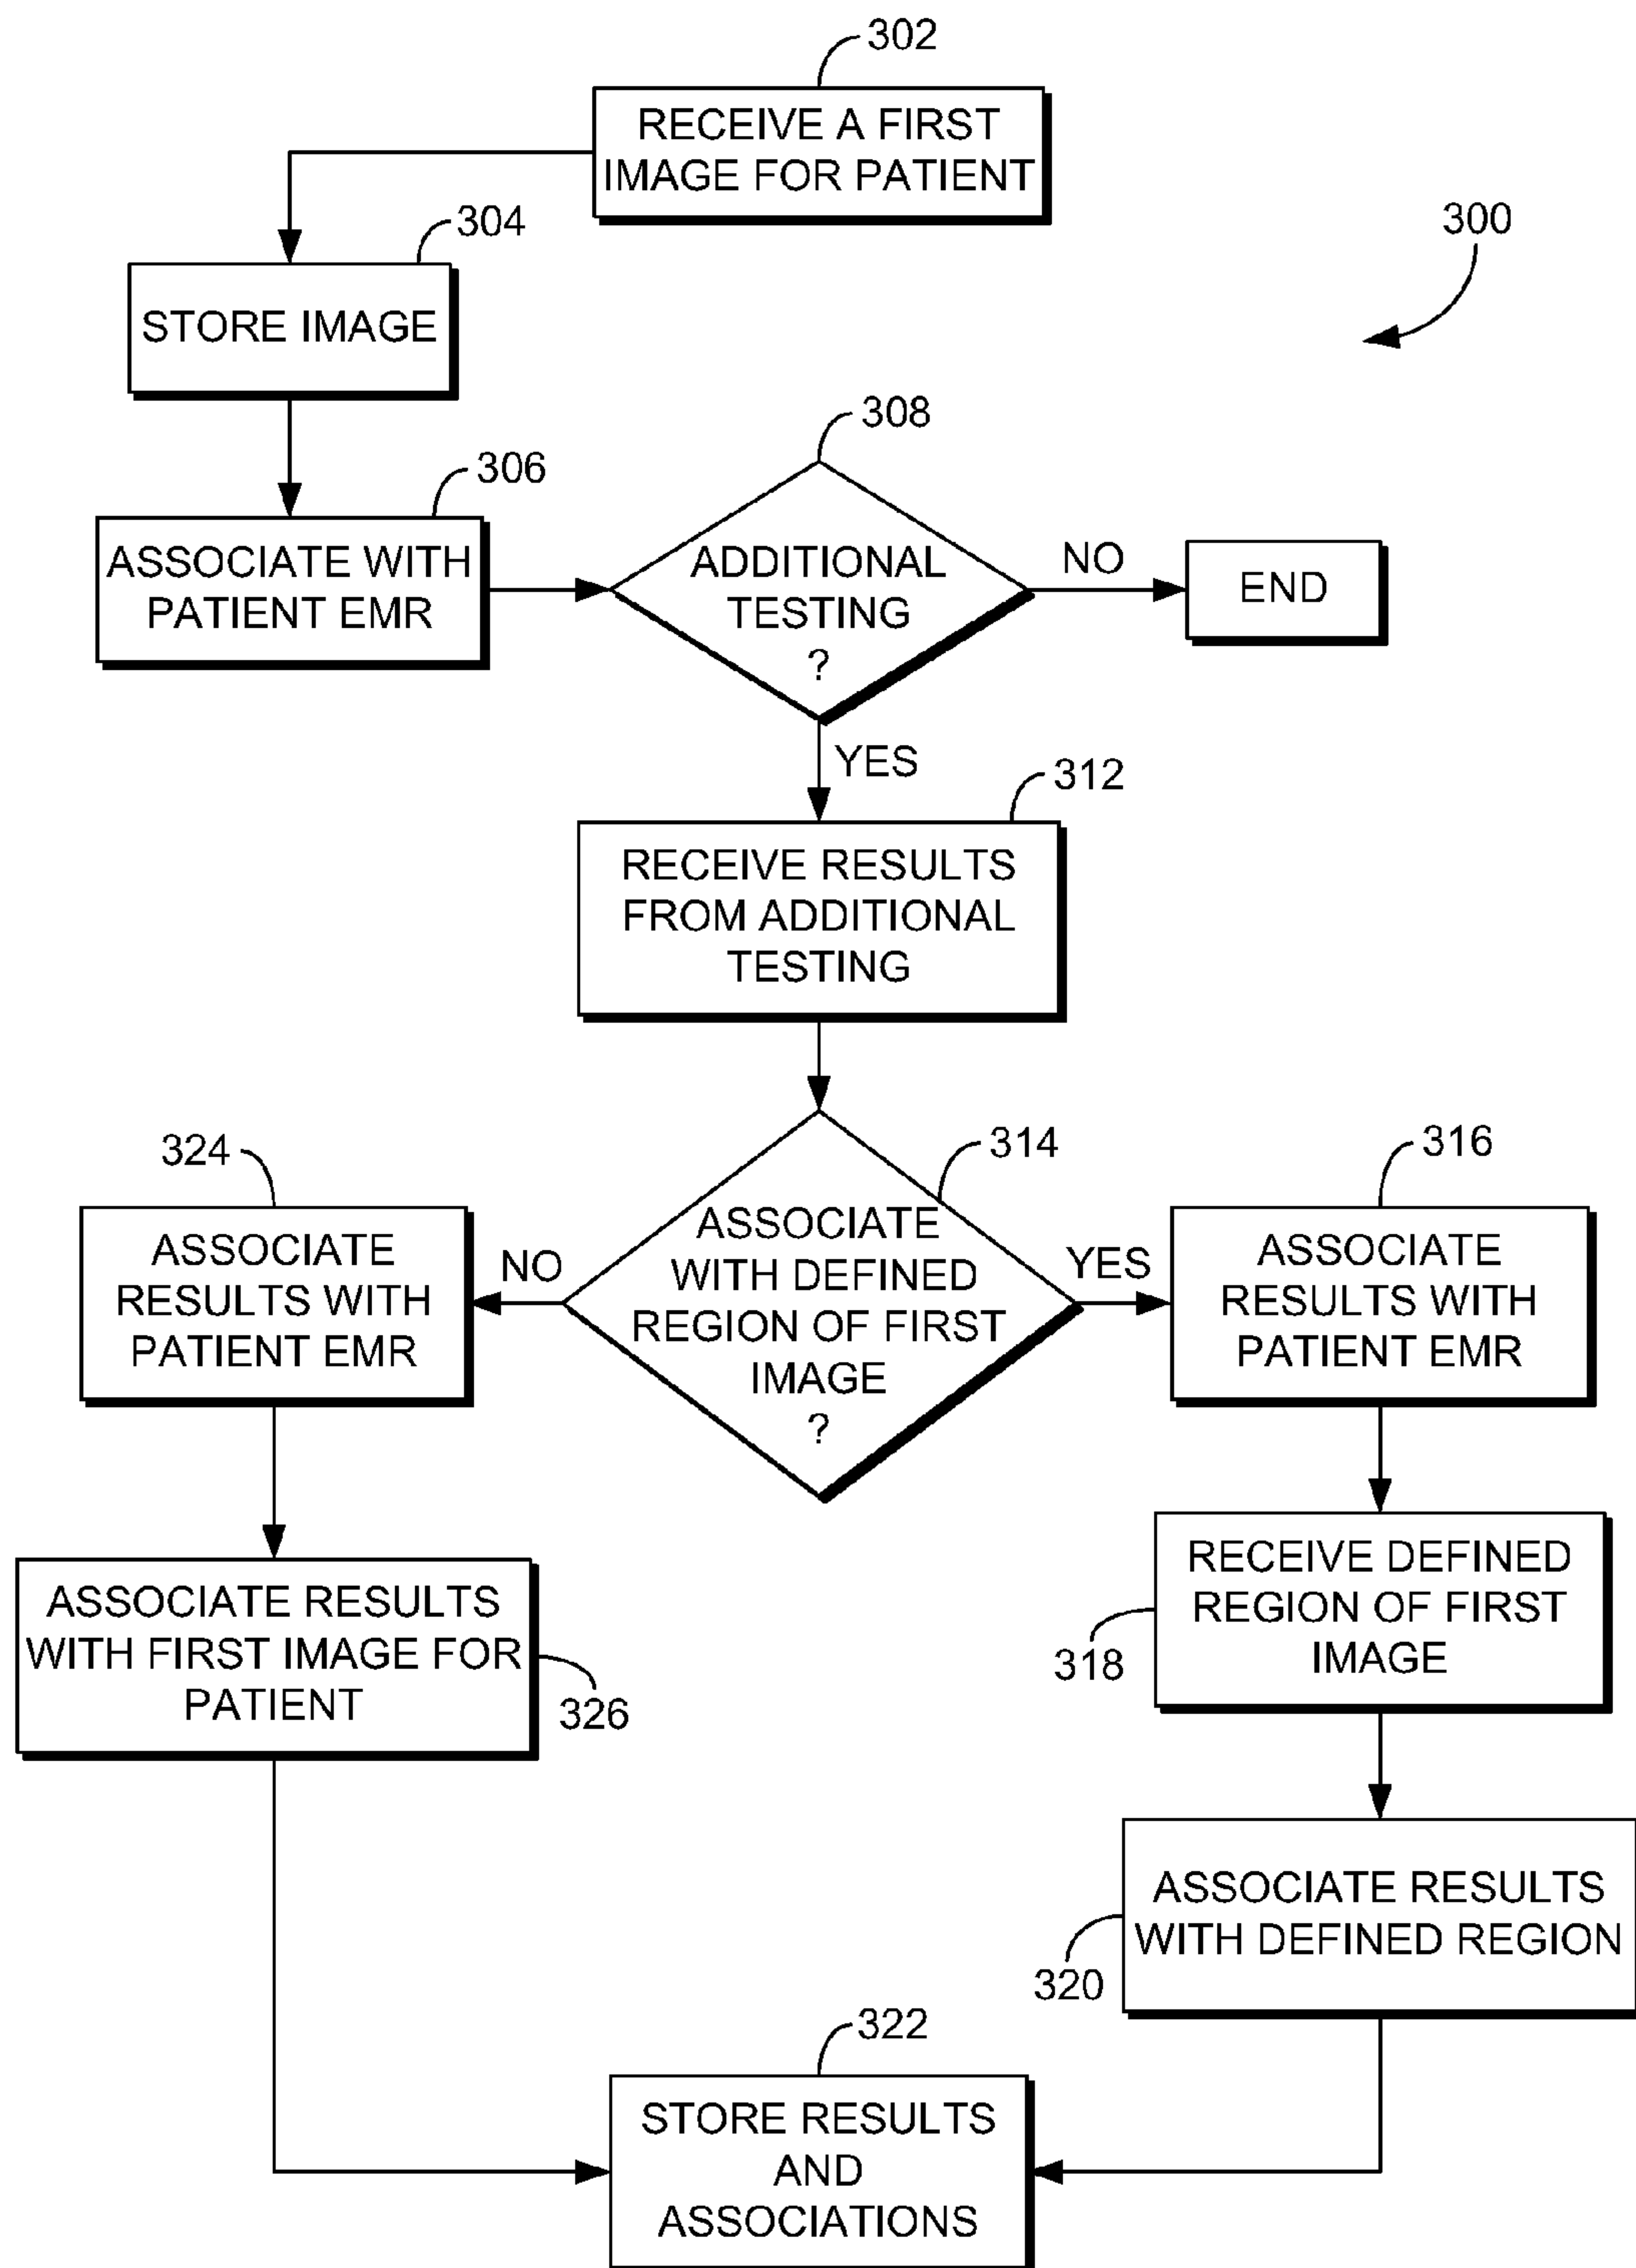 302
RECEIVE A FIRST
IMAGE FOR PATIENT
304
STORE IMAGE
300
306
ASSOCIATE WITH
PATIENT EMR
308
ADDITIONAL
TESTING
?
NO
END
YES
312
RECEIVE RESULTS
FROM ADDITIONAL
TESTING
314
ASSOCIATE
WITH DEFINED
REGION OF FIRST
IMAGE
?
NO
324
ASSOCIATE
RESULTS WITH
PATIENT EMR
YES
316
ASSOCIATE
RESULTS WITH
PATIENT EMR
ASSOCIATE RESULTS
WITH FIRST IMAGE FOR
PATIENT
326
RECEIVE DEFINED
REGION OF FIRST
IMAGE
318
ASSOCIATE RESULTS
WITH DEFINED REGION
320
322
STORE RESULTS
AND
ASSOCIATIONS